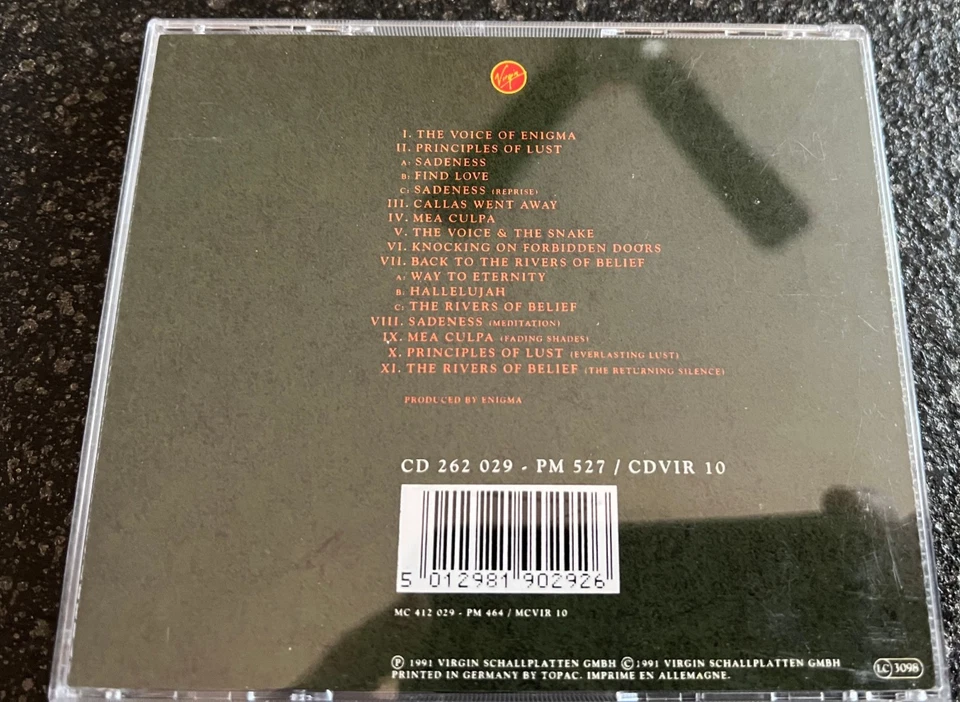 Virgin
I. THE VOICE OF ENIGMA
II. PRINCIPLES OF LUST
A: SADENESS
B: FIND LOVE
C: SADENESS (REPRISE)
III. CALLAS WENT AWAY
IV. MEA CULPA
V. THE VOICE & THE SNAKE
VI. KNOCKING ON FORBIDDEN DOORS
VII. BACK TO THE RIVERS OF BELIEF
A: WAY TO ETERNITY
B: HALLELUJAH
C: THE RIVERS OF BELIEF
VIII. SADENESS (MEDITATION)
IX. MEA CULPA (FADING SHADES)
X. PRINCIPLES OF LUST (EVERLASTING LUST)
XI. THE RIVERS OF BELIEF (THE RETURNING SILENCE)
PRODUCED BY ENIGMA
CD 262 029 - PM 527 / CDVIR 10
5 012981 902926
MC 412 029 - PM 464 / MCVIR 10
Ⓟ 1991 VIRGIN SCHALLPLATTEN GMBH Ⓒ 1991 VIRGIN SCHALLPLATTEN GMBH
PRINTED IN GERMANY BY TOPAC. IMPRIME EN ALLEMAGNE.
LC 3098